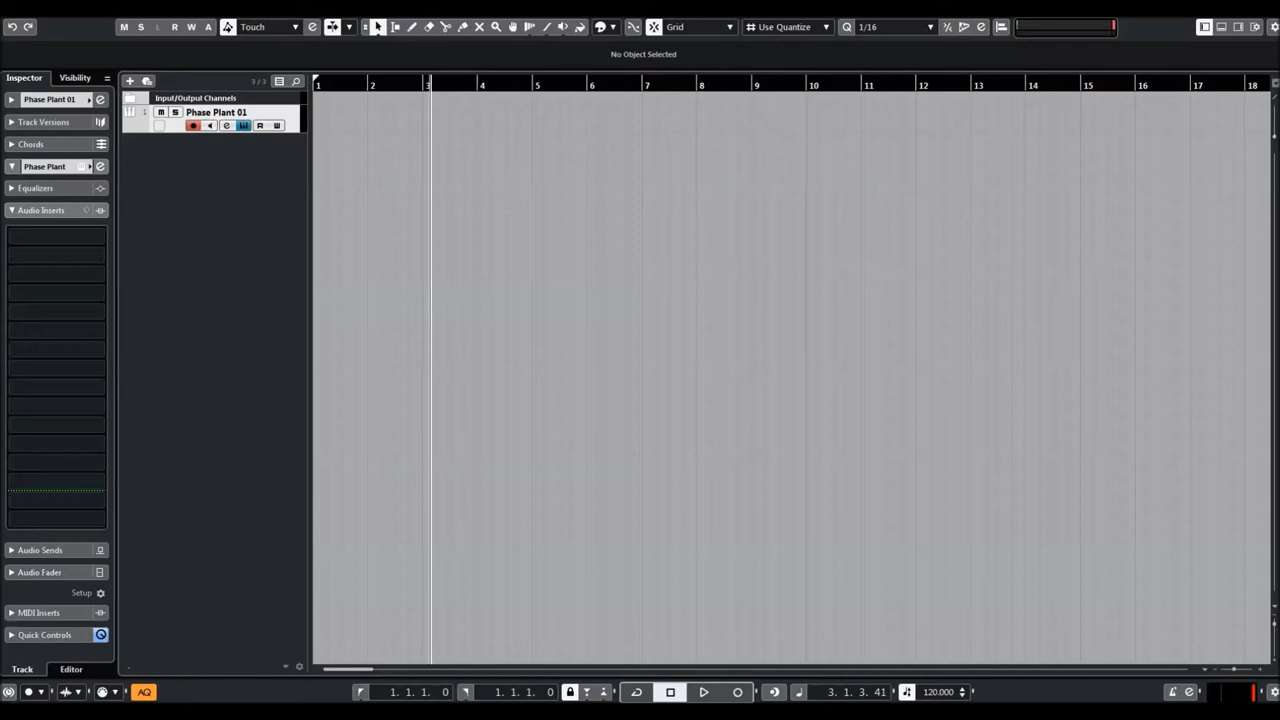 M S L R W A Touch Grid Use Quantize Q 1/16
No Object Selected
Inspector Visibility
Phase Plant 01
Track Versions
Chords
Phase Plant
Equalizers
Audio Inserts
Audio Sends
Audio Fader
Setup
MIDI Inserts
Quick Controls
Track Editor
3/3
Input/Output Channels
1 m S Phase Plant 01
e R W
1 2 3 4 5 6 7 8 9 10 11 12 13 14 15 16 17 18
AQ 1. 1. 1. 0 1. 1. 1. 0 3. 1. 3. 41 120.000